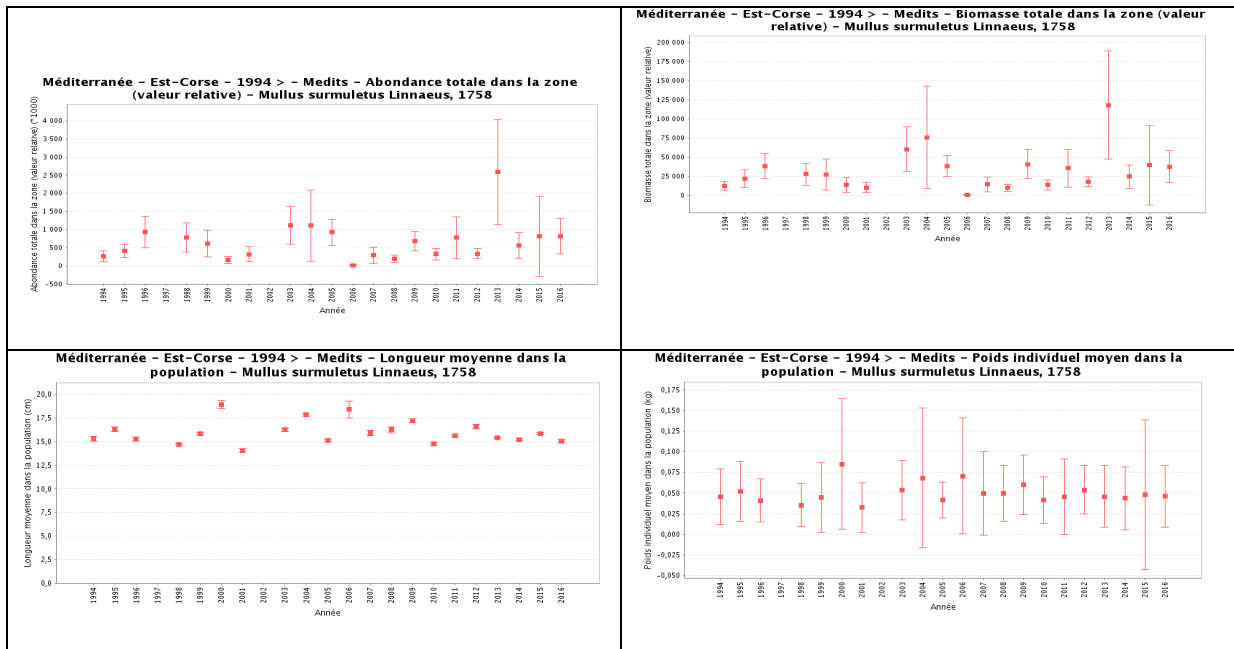 Méditerranée – Est-Corse – 1994 > – Medits – Abondance totale dans la zone
(valeur relative) – Mullus surmuletus Linnaeus, 1758
Abondance totale dans la zone (valeur relative) (*1000)
4 000
3 500
3 000
2 500
2 000
1 500
1 000
500
0
−500
1994 1995 1996 1997 1998 1999 2000 2001 2002 2003 2004 2005 2006 2007 2008 2009 2010 2011 2012 2013 2014 2015 2016
Année
Méditerranée – Est-Corse – 1994 > – Medits – Biomasse totale dans la zone (valeur
relative) – Mullus surmuletus Linnaeus, 1758
Biomasse totale dans la zone (valeur relative)
200 000
175 000
150 000
125 000
100 000
75 000
50 000
25 000
0
1994 1995 1996 1997 1998 1999 2000 2001 2002 2003 2004 2005 2006 2007 2008 2009 2010 2011 2012 2013 2014 2015 2016
Année
Méditerranée – Est-Corse – 1994 > – Medits – Longueur moyenne dans la
population – Mullus surmuletus Linnaeus, 1758
Longueur moyenne dans la population (cm)
20,0
17,5
15,0
12,5
10,0
7,5
5,0
2,5
0,0
1994 1995 1996 1997 1998 1999 2000 2001 2002 2003 2004 2005 2006 2007 2008 2009 2010 2011 2012 2013 2014 2015 2016
Année
Méditerranée – Est-Corse – 1994 > – Medits – Poids individuel moyen dans la
population – Mullus surmuletus Linnaeus, 1758
Poids individuel moyen dans la population (kg)
0,175
0,150
0,125
0,100
0,075
0,050
0,025
0,000
−0,025
−0,050
1994 1995 1996 1997 1998 1999 2000 2001 2002 2003 2004 2005 2006 2007 2008 2009 2010 2011 2012 2013 2014 2015 2016
Année